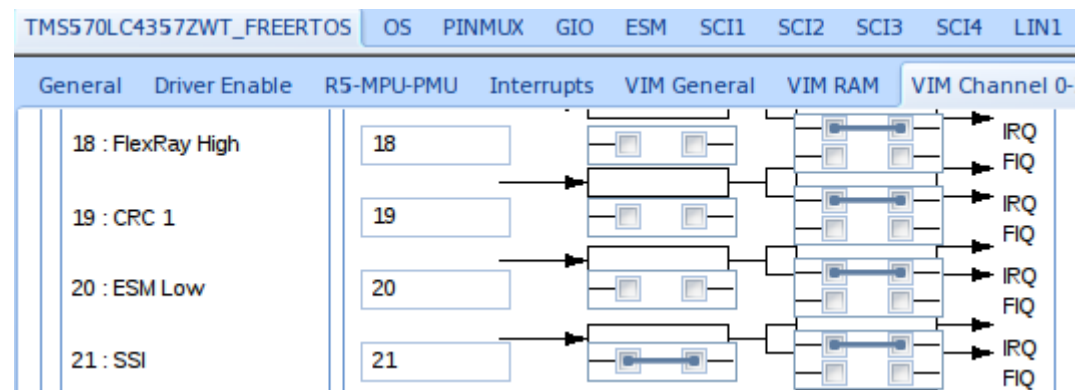 TMS570LC4357ZWT_FREERTOS OS PINMUX GIO ESM SCI1 SCI2 SCI3 SCI4 LIN1
General Driver Enable R5-MPU-PMU Interrupts VIM General VIM RAM VIM Channel 0-
18 : FlexRay High 18 IRQ
FIQ
19 : CRC 1 19 IRQ
FIQ
20 : ESM Low 20 IRQ
FIQ
21 : SSI 21 IRQ
FIQ